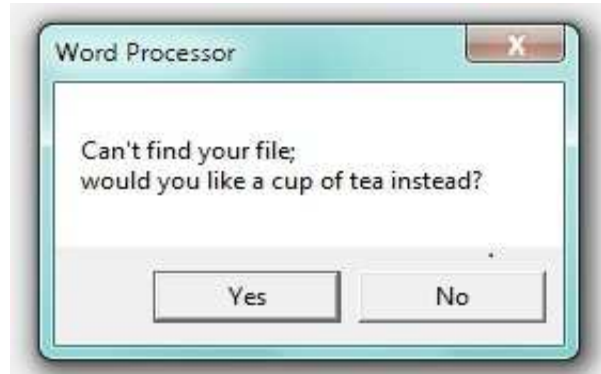 Word Processor
X
Can't find your file;
would you like a cup of tea instead?
Yes
No